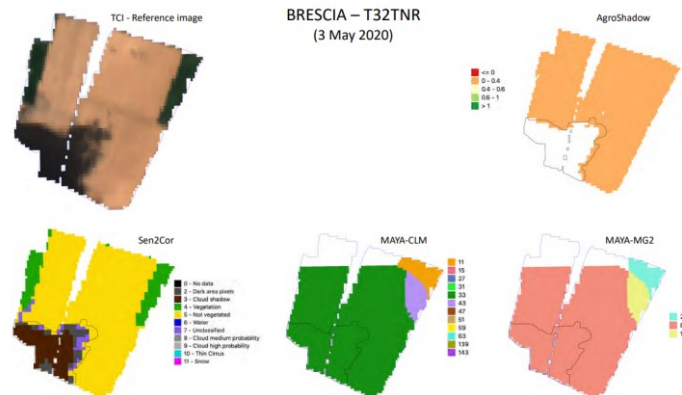 TCI - Reference image
BRESCIA – T32TNR
(3 May 2020)
AgroShadow
<= 0
0 - 0.4
0.4 - 0.6
0.6 - 1
> 1
Sen2Cor
0 - No data
2 - Dark area pixels
3 - Cloud shadow
4 - Vegetation
5 - Not vegetated
6 - Water
7 - Unclassified
8 - Cloud medium probability
9 - Cloud high probability
10 - Thin Cirrus
11 - Snow
MAYA-CLM
11
15
27
31
33
43
47
51
59
63
139
143
MAYA-MG2
2